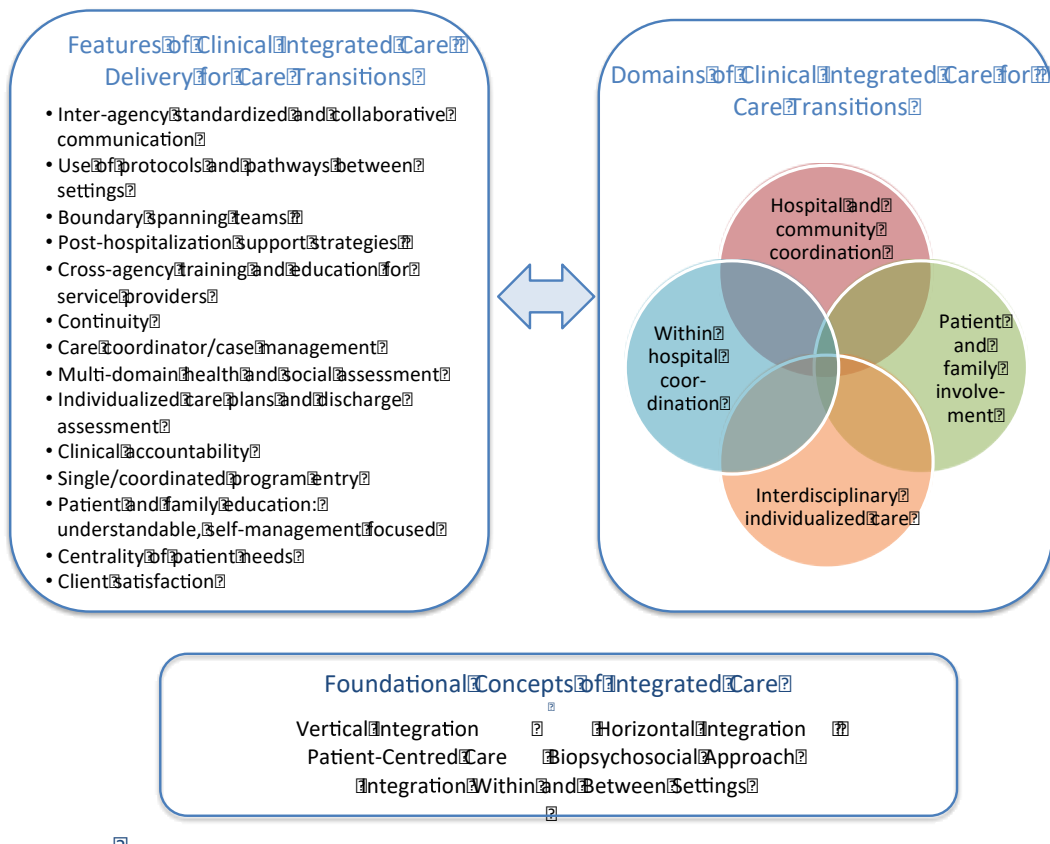 Features of Clinical Integrated Care
Delivery for Care Transitions
• Inter-agency standardized and collaborative
communication
• Use of protocols and pathways between
settings
• Boundary spanning teams
• Post-hospitalization support strategies
• Cross-agency training and education for
service providers
• Continuity
• Care coordinator/case management
• Multi-domain health and social assessment
• Individualized care plans and discharge
assessment
• Clinical accountability
• Single/coordinated program entry
• Patient and family education:
understandable, self-management focused
• Centrality of patient needs
• Client satisfaction
Domains of Clinical Integrated Care for
Care Transitions
Hospital and
community
coordination
Within
hospital
coor-
dination
Patient
and
family
involve-
ment
Interdisciplinary
individualized care
Foundational Concepts of Integrated Care
Vertical Integration Horizontal Integration
Patient-Centred Care Biopsychosocial Approach
Integration Within and Between Settings